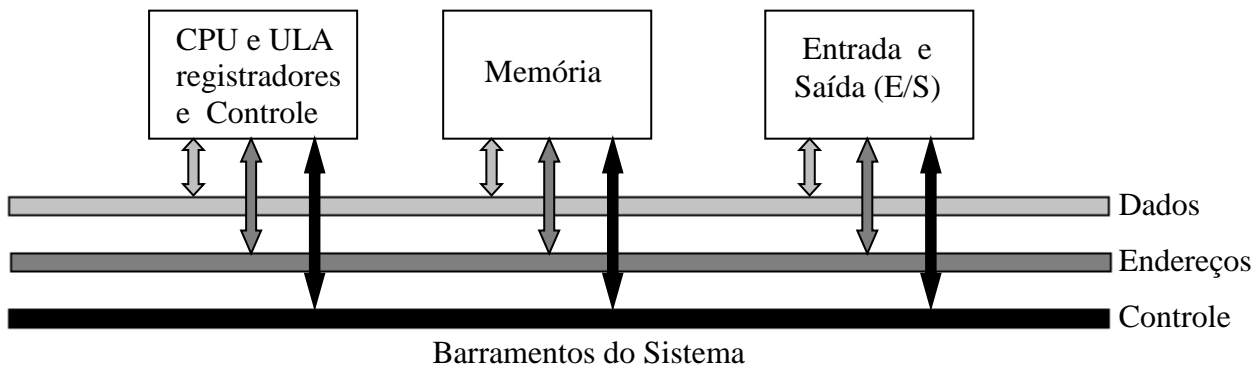 CPU e ULA
registradores
e Controle
Memória
Entrada e
Saída (E/S)
Dados
Endereços
Controle
Barramentos do Sistema